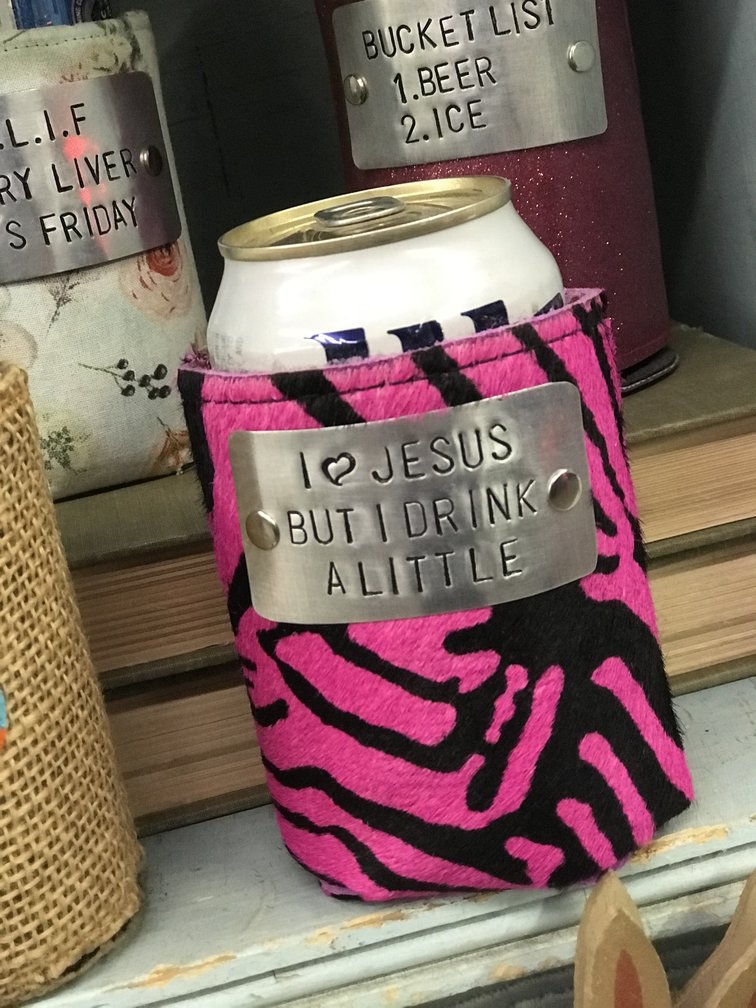 BUCKET LIST
1.BEER
2.ICE
.L.I.F
RY LIVER
S FRIDAY
I ♡ JESUS
BUT I DRINK
A LITTLE